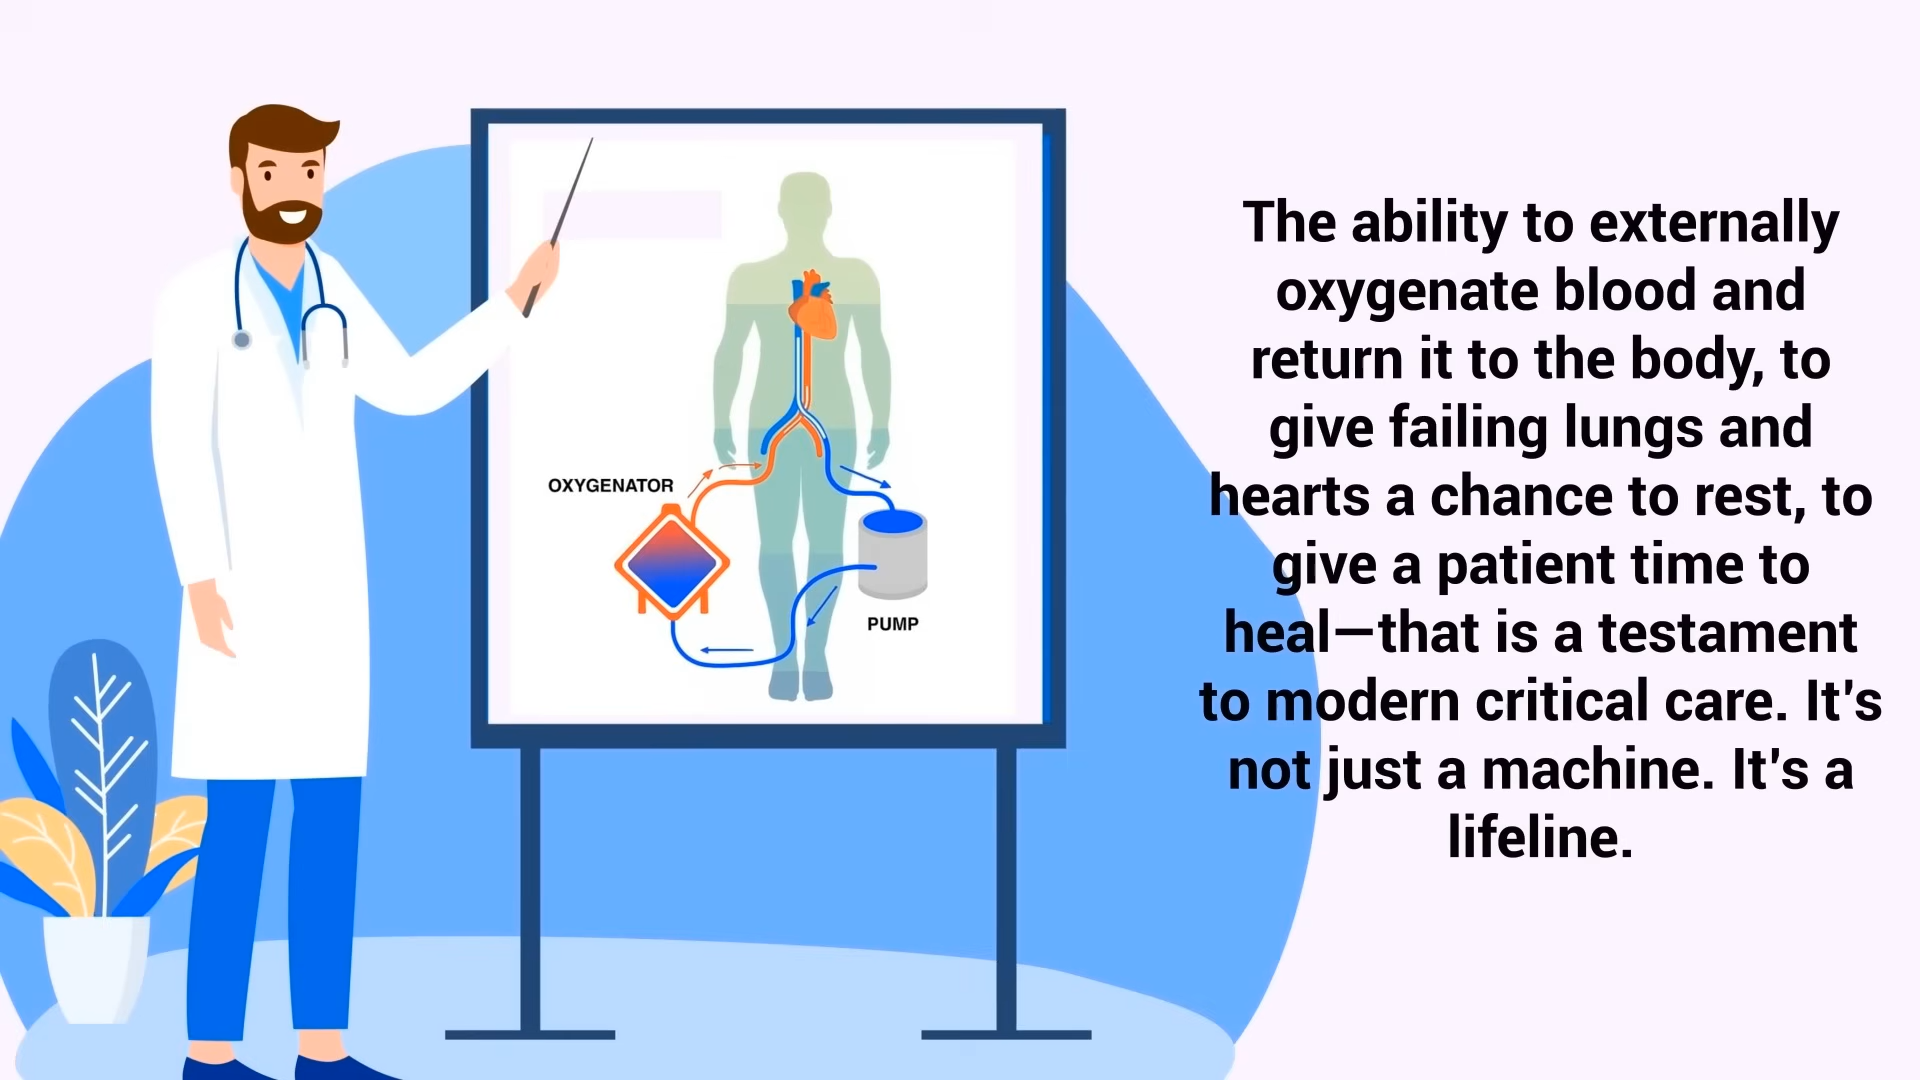 OXYGENATOR
PUMP
The ability to externally
oxygenate blood and
return it to the body, to
give failing lungs and
hearts a chance to rest, to
give a patient time to
heal—that is a testament
to modern critical care. It's
not just a machine. It's a
lifeline.